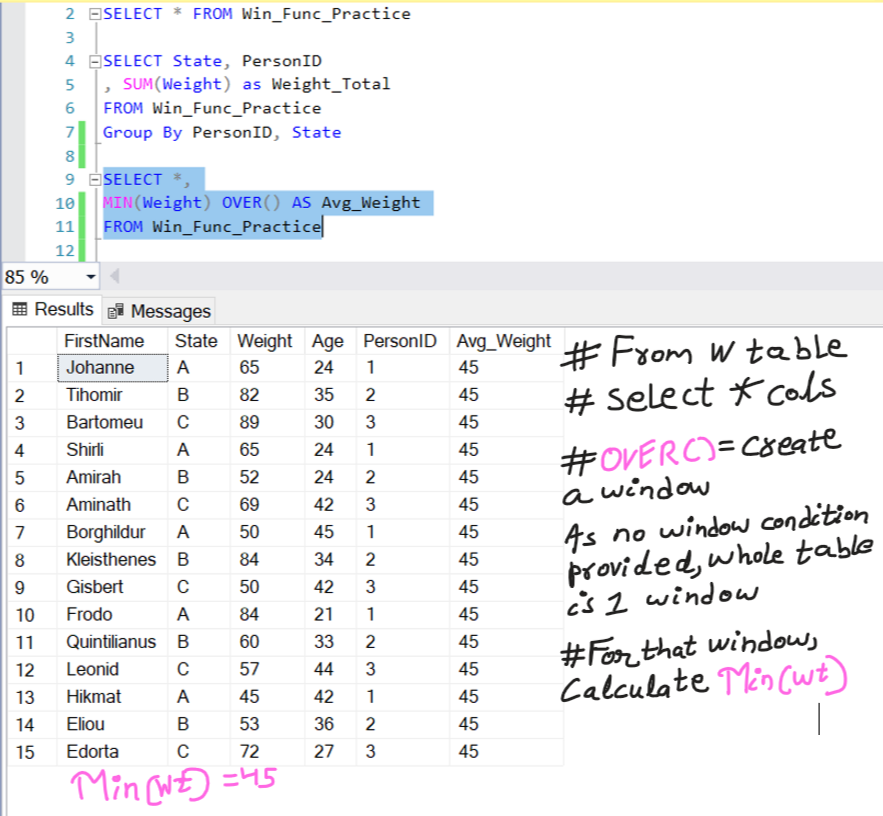 2 SELECT * FROM Win_Func_Practice
3
4 SELECT State, PersonID
5 , SUM(Weight) as Weight_Total
6 FROM Win_Func_Practice
7 Group By PersonID, State
8
9 SELECT *,
10 MIN(Weight) OVER() AS Avg_Weight
11 FROM Win_Func_Practice
12
85 %
Results Messages
FirstName State Weight Age PersonID Avg_Weight
1 Johanne A 65 24 1 45
2 Tihomir B 82 35 2 45
3 Bartomeu C 89 30 3 45
4 Shirli A 65 24 1 45
5 Amirah B 52 24 2 45
6 Aminath C 69 42 3 45
7 Borghildur A 50 45 1 45
8 Kleisthenes B 84 34 2 45
9 Gisbert C 50 42 3 45
10 Frodo A 84 21 1 45
11 Quintilianus B 60 33 2 45
12 Leonid C 57 44 3 45
13 Hikmat A 45 42 1 45
14 Eliou B 53 36 2 45
15 Edorta C 72 27 3 45
Min(wt) = 45
# From W table
# select * cols
# OVER() = create
a window
As no window condition
provided, whole table
is 1 window
# For that window,
Calculate Min(wt)